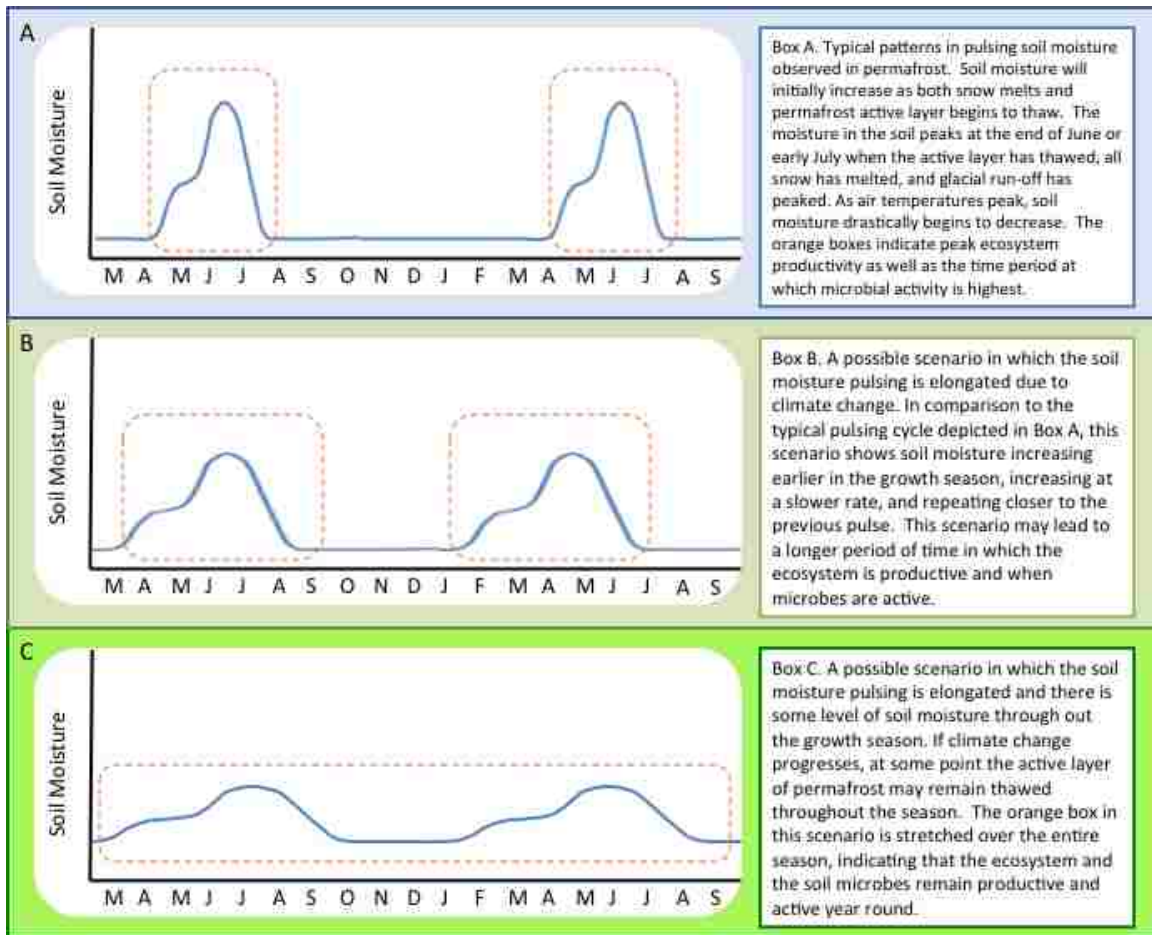 A
Soil Moisture
M A M J J A S O N D J F M A M J J A S
Box A. Typical patterns in pulsing soil moisture
observed in permafrost. Soil moisture will
initially increase as both snow melts and
permafrost active layer begins to thaw. The
moisture in the soil peaks at the end of June or
early July when the active layer has thawed, all
snow has melted, and glacial run-off has
peaked. As air temperatures peak, soil
moisture drastically begins to decrease. The
orange boxes indicate peak ecosystem
productivity as well as the time period at
which microbial activity is highest.
B
Soil Moisture
M A M J J A S O N D J F M A M J J A S
Box B. A possible scenario in which the soil
moisture pulsing is elongated due to
climate change. In comparison to the
typical pulsing cycle depicted in Box A, this
scenario shows soil moisture increasing
earlier in the growth season, increasing at
a slower rate, and repeating closer to the
previous pulse. This scenario may lead to
a longer period of time in which the
ecosystem is productive and when
microbes are active.
C
Soil Moisture
M A M J J A S O N D J F M A M J J A S
Box C. A possible scenario in which the soil
moisture pulsing is elongated and there is
some level of soil moisture through out
the growth season. If climate change
progresses, at some point the active layer
of permafrost may remain thawed
throughout the season. The orange box in
this scenario is stretched over the entire
season, indicating that the ecosystem and
the soil microbes remain productive and
active year round.